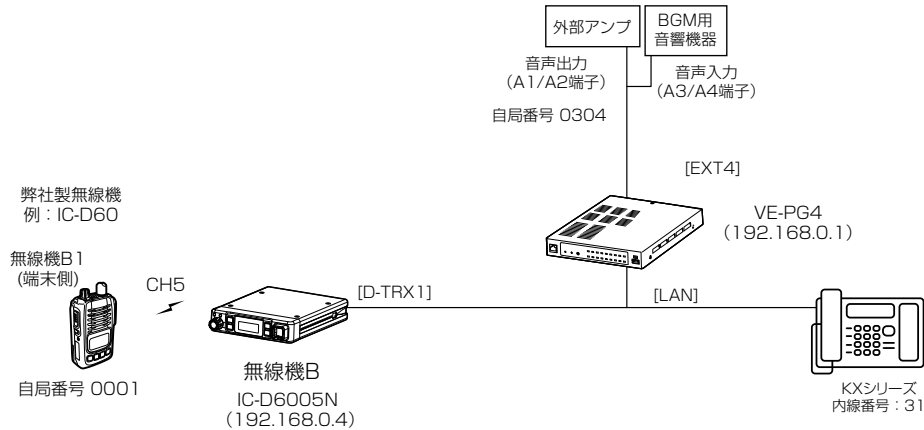 外部アンプ
BGM用
音響機器
音声出力
（A1/A2端子）
音声入力
（A3/A4端子）
自局番号 0304
[EXT4]
弊社製無線機
例：IC-D60
VE-PG4
（192.168.0.1）
無線機B1
(端末側)
CH5
[D-TRX1]
[LAN]
自局番号 0001
無線機B
IC-D6005N
（192.168.0.4）
KXシリーズ
内線番号：31